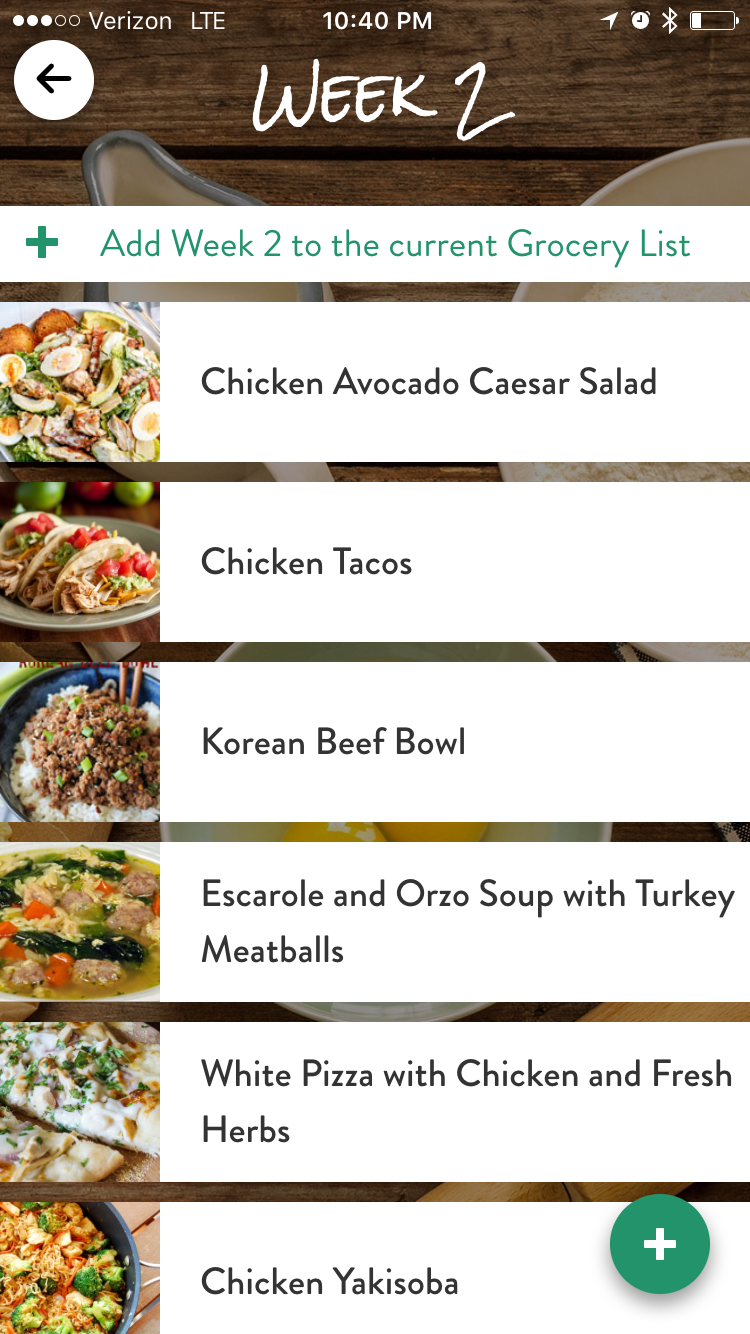 Verizon LTE 10:40 PM
Week 2
Add Week 2 to the current Grocery List
Chicken Avocado Caesar Salad
Chicken Tacos
Korean Beef Bowl
Escarole and Orzo Soup with Turkey
Meatballs
White Pizza with Chicken and Fresh
Herbs
Chicken Yakisoba